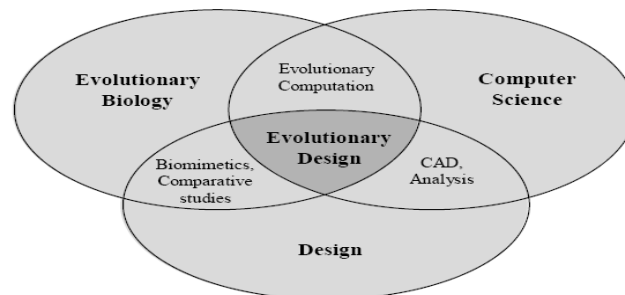 Evolutionary
Biology
Evolutionary
Computation
Computer
Science
Evolutionary
Design
Biomimetics,
Comparative
studies
CAD,
Analysis
Design